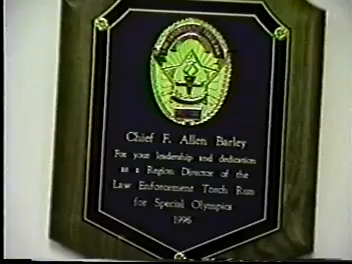 Chief F. Allen Barley
For your leadership and dedication
as a Region Director of the
Law Enforcement Torch Run
for Special Olympics
1996